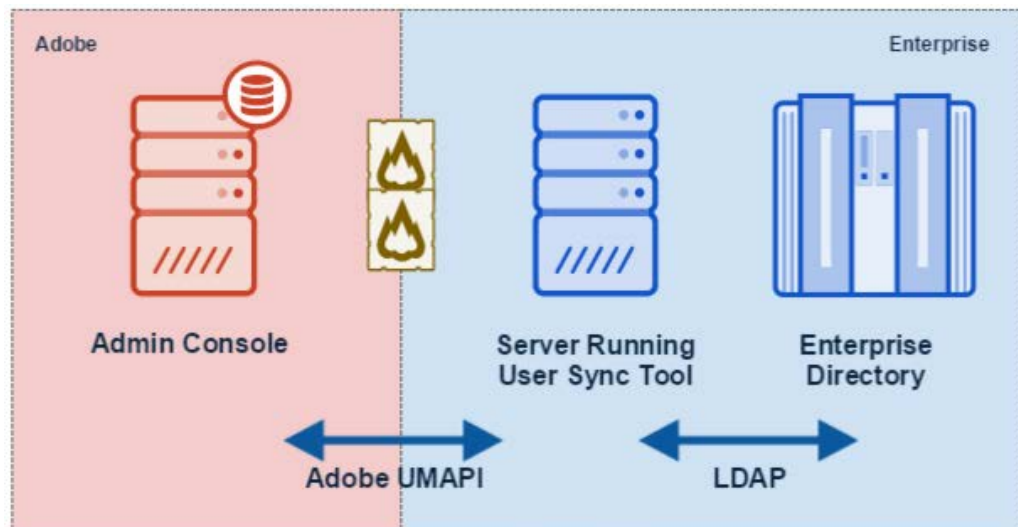 Adobe
Enterprise
Admin Console
Server Running
User Sync Tool
Enterprise
Directory
Adobe UMAPI
LDAP